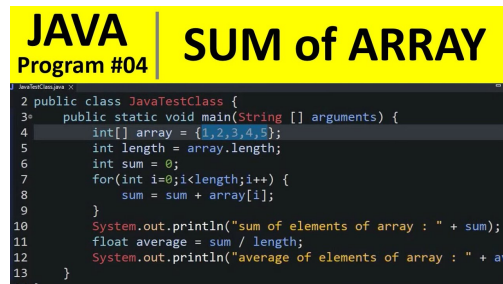 JAVA
Program #04
SUM of ARRAY
JavaTestClass.java
2 public class JavaTestClass {
3 public static void main(String [] arguments) {
4 int[] array = {1,2,3,4,5};
5 int length = array.length;
6 int sum = 0;
7 for(int i=0;i<length;i++) {
8 sum = sum + array[i];
9 }
10 System.out.println("sum of elements of array : " + sum);
11 float average = sum / length;
12 System.out.println("average of elements of array : " + a
13 }